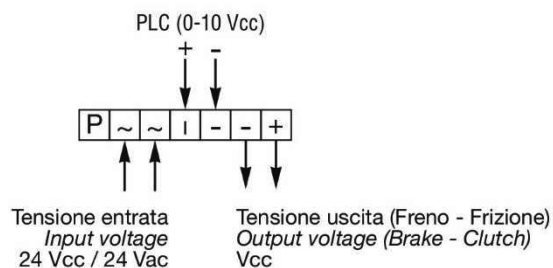 PLC (0-10 Vcc)
+ -
P ~ ~ I - - +
Tensione entrata
Input voltage
24 Vcc / 24 Vac
Tensione uscita (Freno - Frizione)
Output voltage (Brake - Clutch)
Vcc